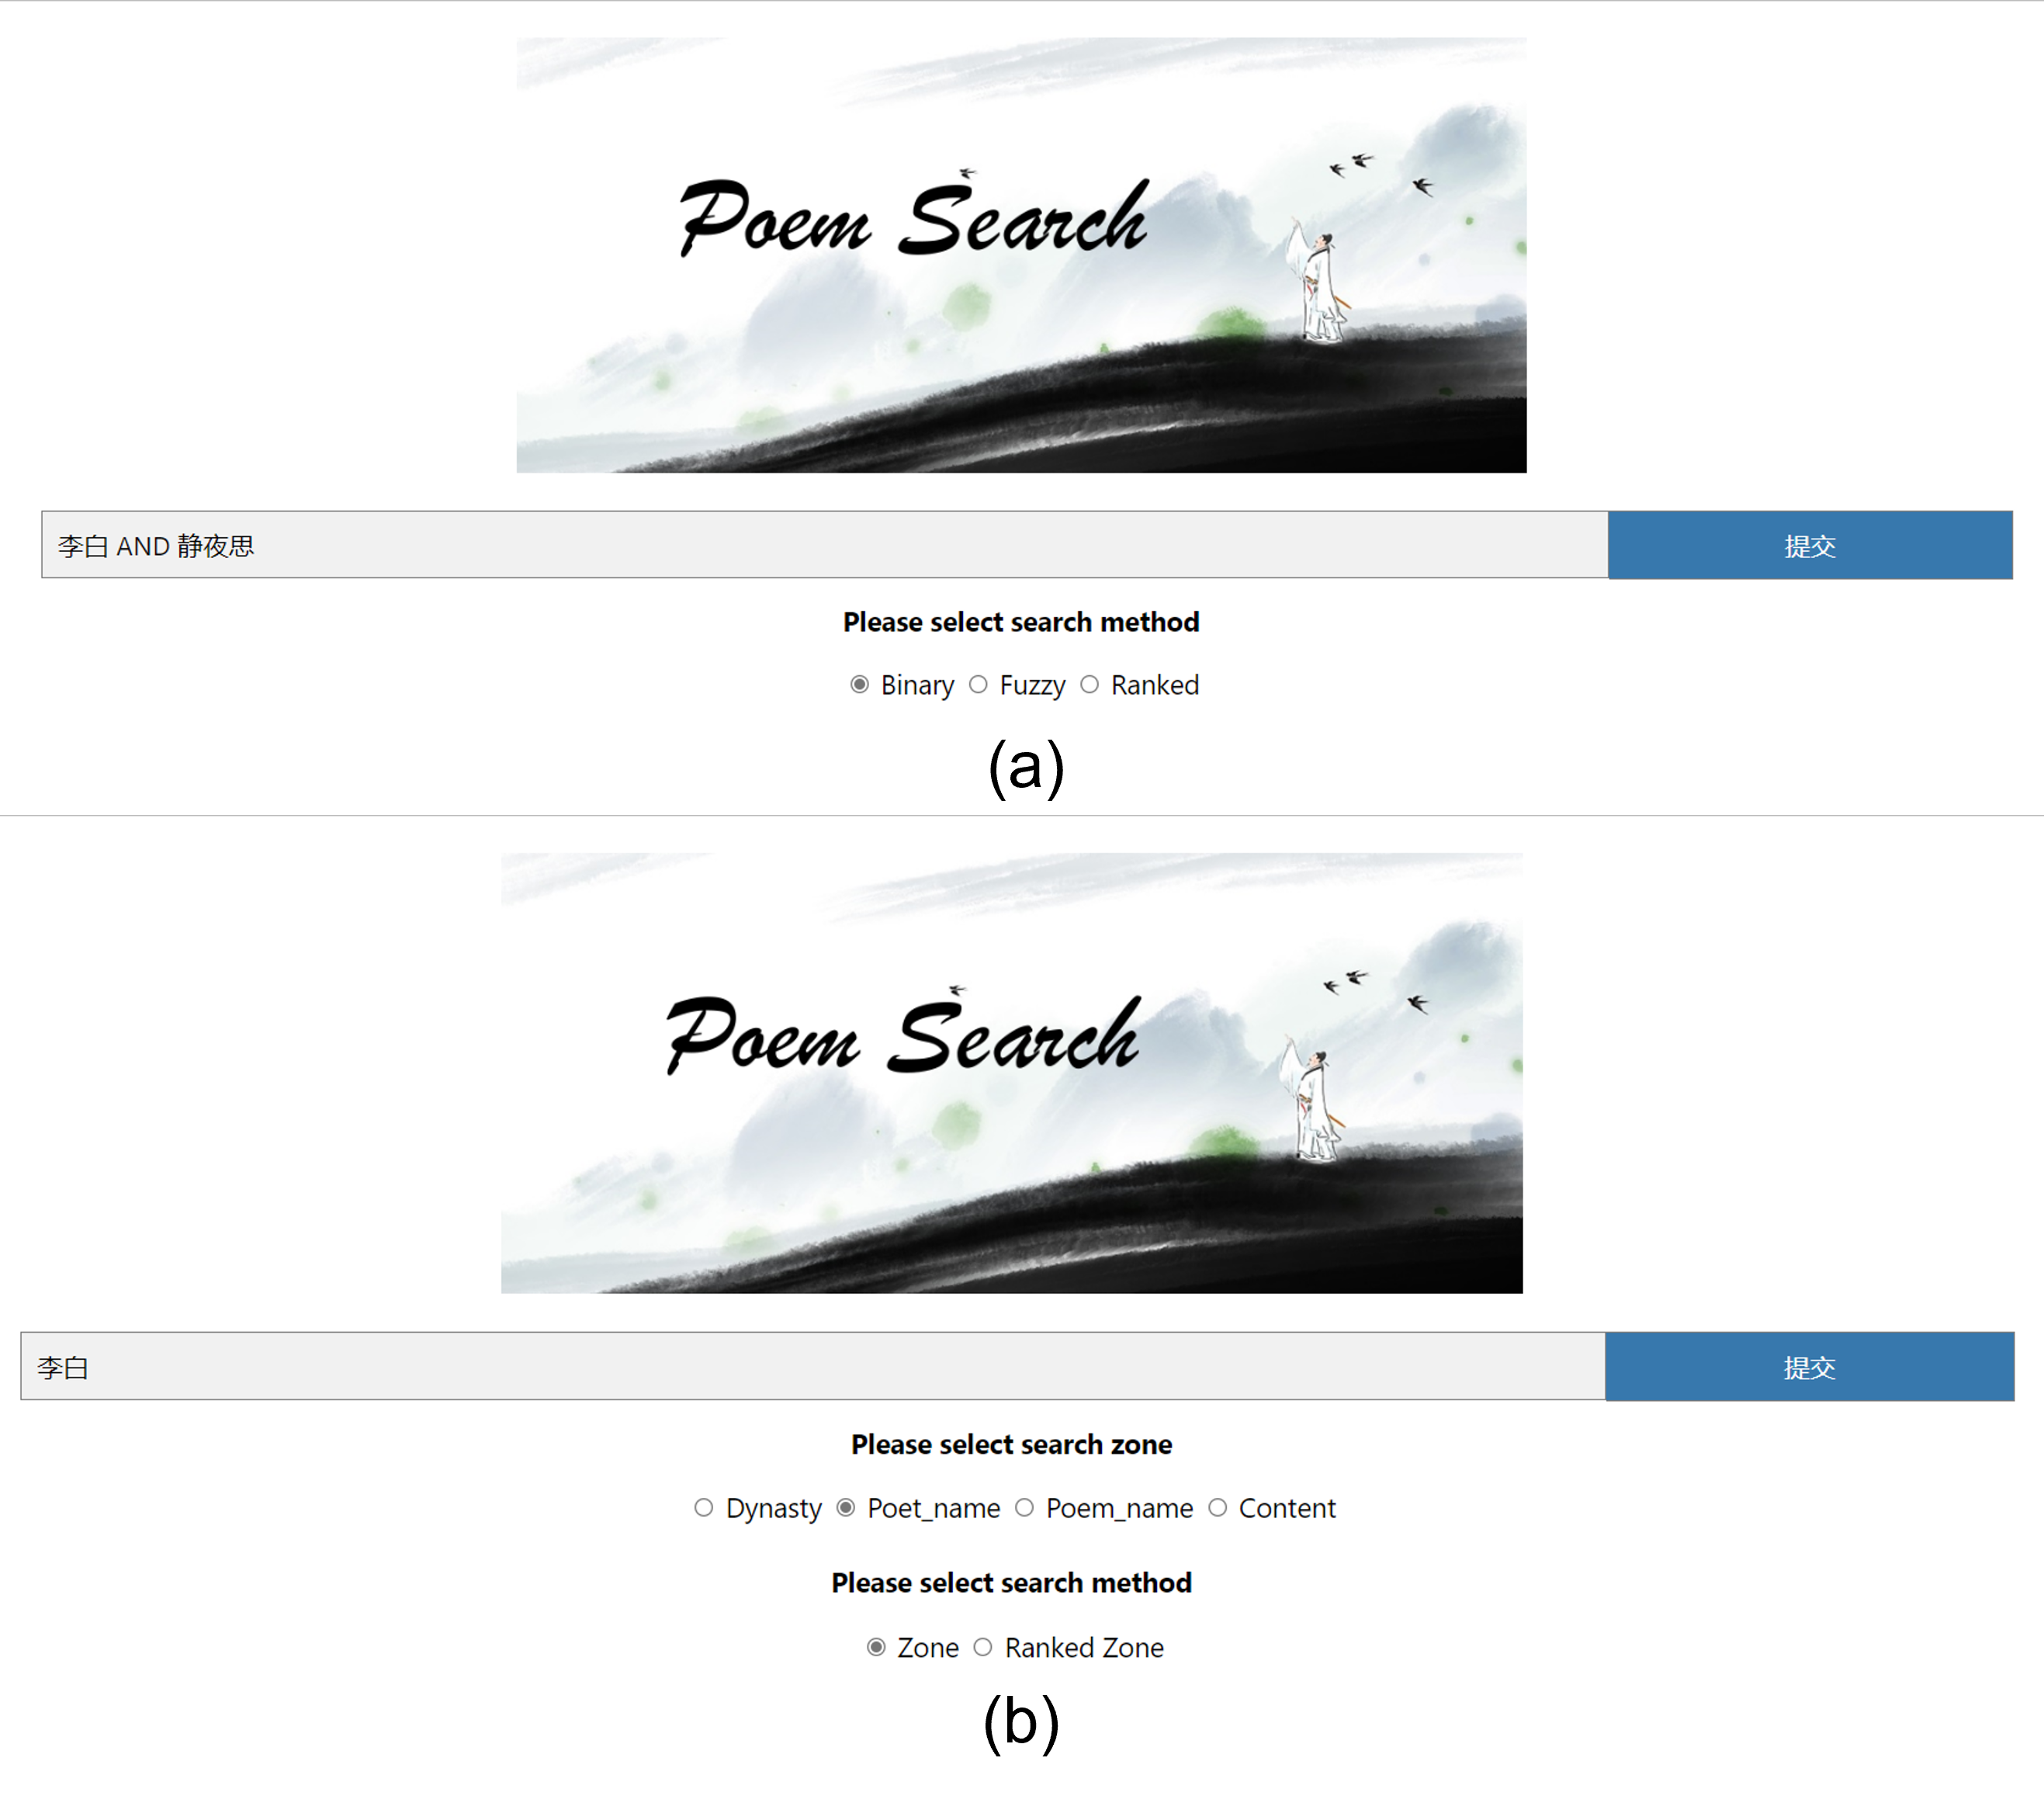 Poem Search
李白 AND 静夜思
提交
Please select search method
Binary Fuzzy Ranked
(a)
Poem Search
李白
提交
Please select search zone
Dynasty Poet_name Poem_name Content
Please select search method
Zone Ranked Zone
(b)